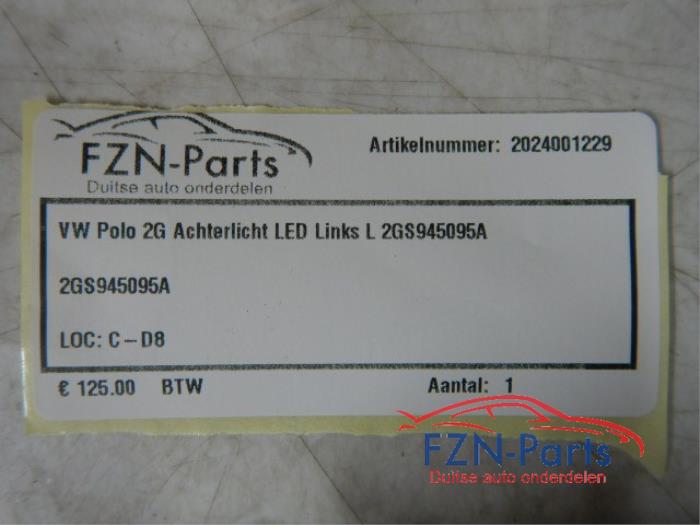 FZN-Parts
Duitse auto onderdelen
Artikelnummer: 2024001229
VW Polo 2G Achterlicht LED Links L 2GS945095A
2GS945095A
LOC: C - D8
€ 125.00 BTW
Aantal: 1
FZN-Parts
Duitse auto onderdelen